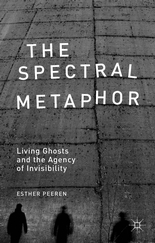 THE
SPECTRAL
METAPHOR
Living Ghosts
and the Agency
of Invisibility
ESTHER PEEREN